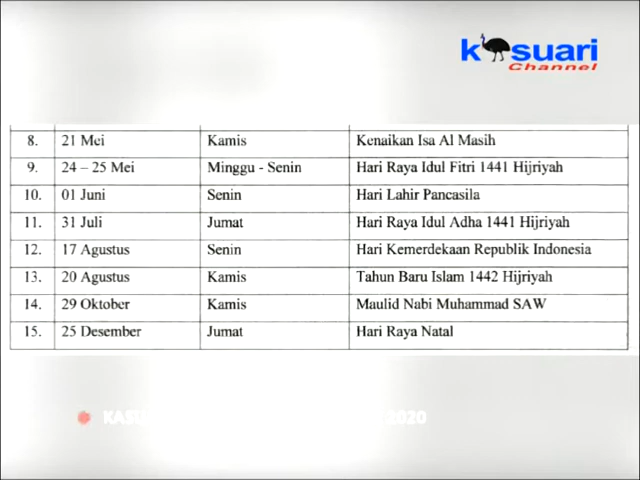 kasuari
Channel
8. 21 Mei Kamis Kenaikan Isa Al Masih
9. 24 – 25 Mei Minggu - Senin Hari Raya Idul Fitri 1441 Hijriyah
10. 01 Juni Senin Hari Lahir Pancasila
11. 31 Juli Jumat Hari Raya Idul Adha 1441 Hijriyah
12. 17 Agustus Senin Hari Kemerdekaan Republik Indonesia
13. 20 Agustus Kamis Tahun Baru Islam 1442 Hijriyah
14. 29 Oktober Kamis Maulid Nabi Muhammad SAW
15. 25 Desember Jumat Hari Raya Natal
2020